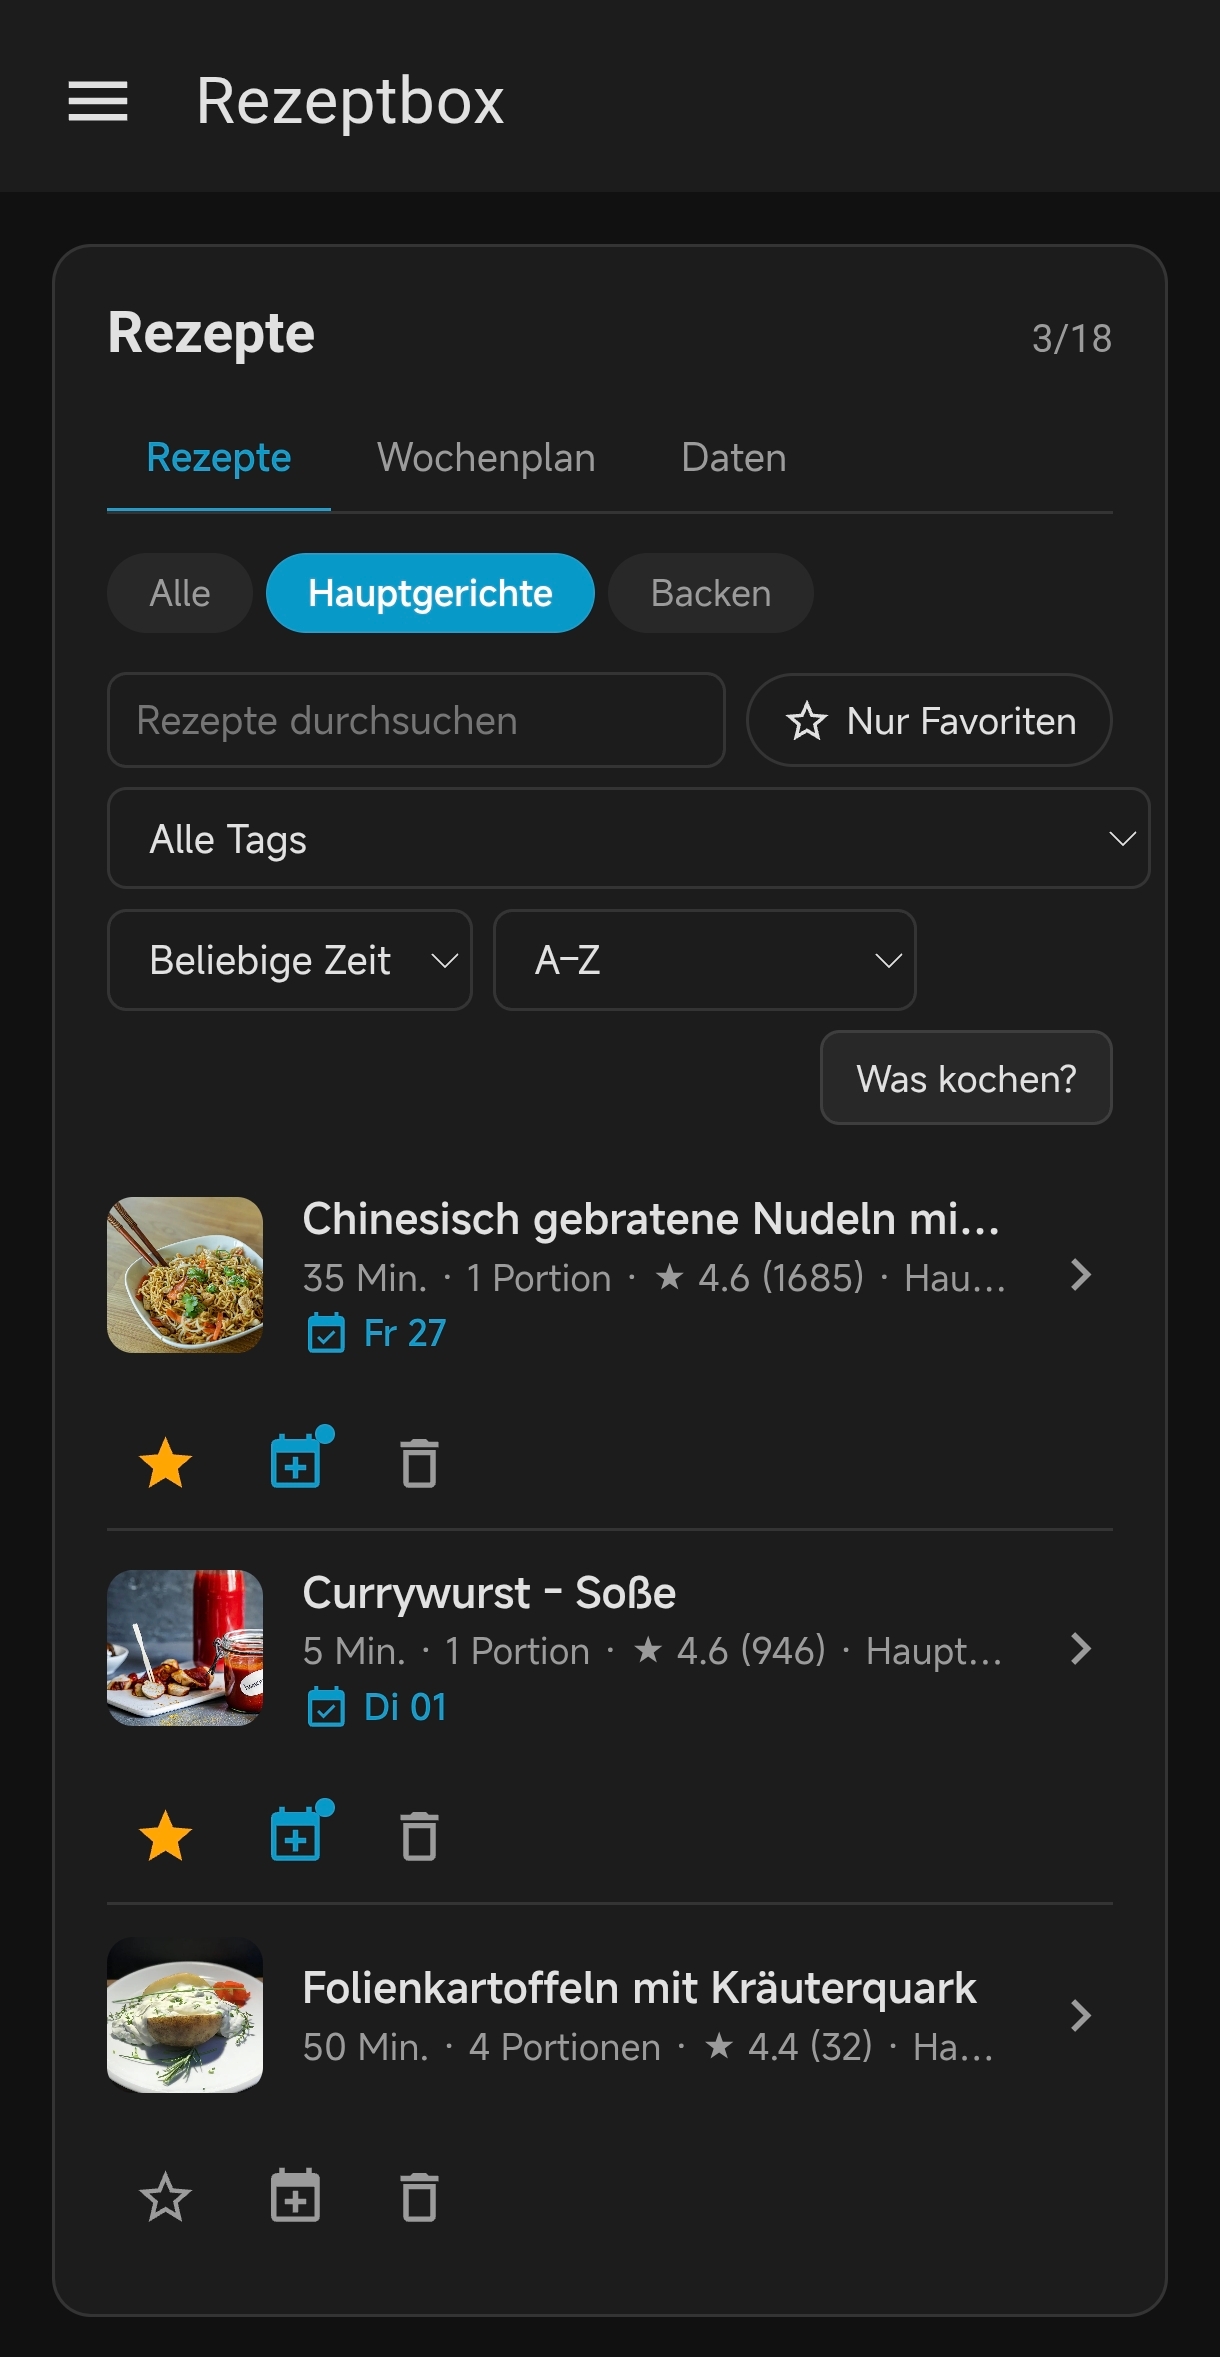 Rezeptbox
Rezepte 3/18
Rezepte Wochenplan Daten
Alle Hauptgerichte Backen
Rezepte durchsuchen ☆ Nur Favoriten
Alle Tags
Beliebige Zeit A–Z
Was kochen?
Chinesisch gebratene Nudeln mi...
35 Min. · 1 Portion · ★ 4.6 (1685) · Hau...
Fr 27
Currywurst - Soße
5 Min. · 1 Portion · ★ 4.6 (946) · Haupt...
Di 01
Folienkartoffeln mit Kräuterquark
50 Min. · 4 Portionen · ★ 4.4 (32) · Ha...